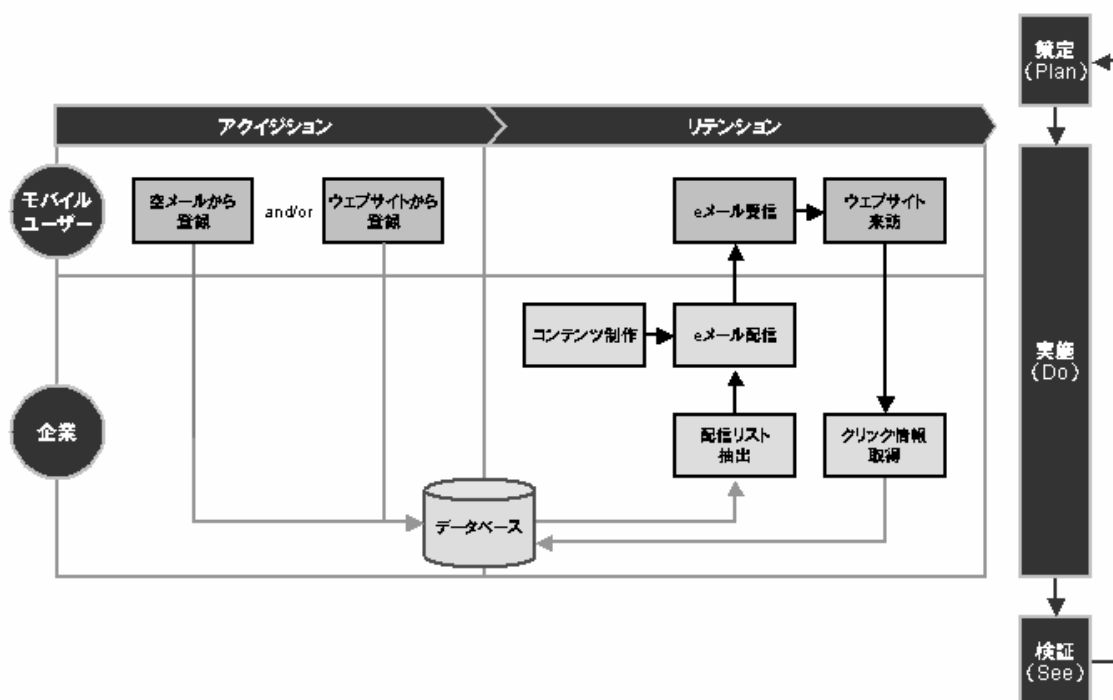 策定
(Plan)
アクイジション
リテンション
モバイル
ユーザー
空メールから
登録
and/or
ウェブサイトから
登録
eメール受信
ウェブサイト
来訪
コンテンツ制作
eメール配信
実施
(Do)
企業
配信リスト
抽出
クリック情報
取得
データベース
検証
(See)